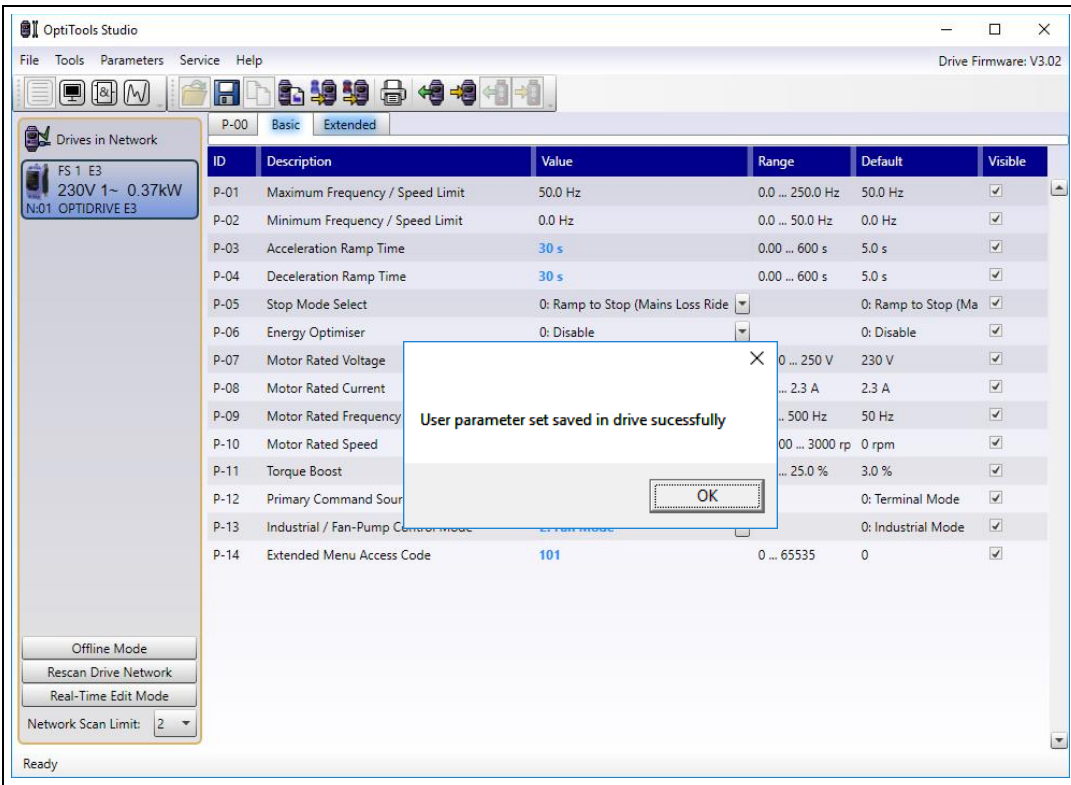 OptiTools Studio
File Tools Parameters Service Help Drive Firmware: V3.02
Drives in Network
FS 1 E3
230V 1~ 0.37kW
N:01 OPTIDRIVE E3
P-00 Basic Extended
ID Description Value Range Default Visible
P-01 Maximum Frequency / Speed Limit 50.0 Hz 0.0 ... 250.0 Hz 50.0 Hz
P-02 Minimum Frequency / Speed Limit 0.0 Hz 0.0 ... 50.0 Hz 0.0 Hz
P-03 Acceleration Ramp Time 30 s 0.00 ... 600 s 5.0 s
P-04 Deceleration Ramp Time 30 s 0.00 ... 600 s 5.0 s
P-05 Stop Mode Select 0: Ramp to Stop (Mains Loss Ride 0: Ramp to Stop (Ma
P-06 Energy Optimiser 0: Disable 0: Disable
P-07 Motor Rated Voltage 0 ... 250 V 230 V
P-08 Motor Rated Current ... 2.3 A 2.3 A
P-09 Motor Rated Frequency .. 500 Hz 50 Hz
P-10 Motor Rated Speed 00 ... 3000 rp 0 rpm
P-11 Torque Boost ... 25.0 % 3.0 %
P-12 Primary Command Sour 0: Terminal Mode
P-13 Industrial / Fan-Pump Control Mode 2: Fan Mode 0: Industrial Mode
P-14 Extended Menu Access Code 101 0 ... 65535 0
User parameter set saved in drive sucessfully
OK
Offline Mode
Rescan Drive Network
Real-Time Edit Mode
Network Scan Limit: 2
Ready